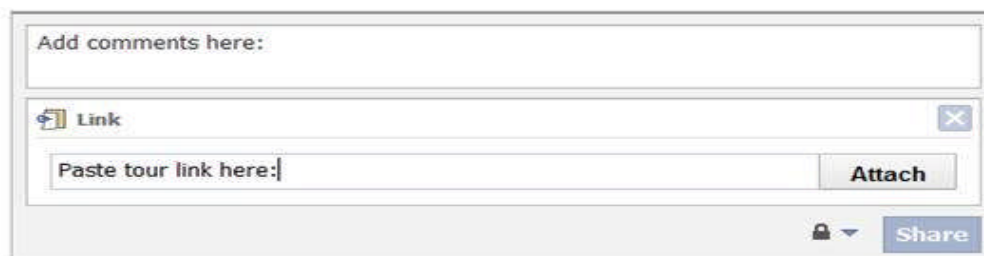 Add comments here:
Link
Paste tour link here:
Attach
Share